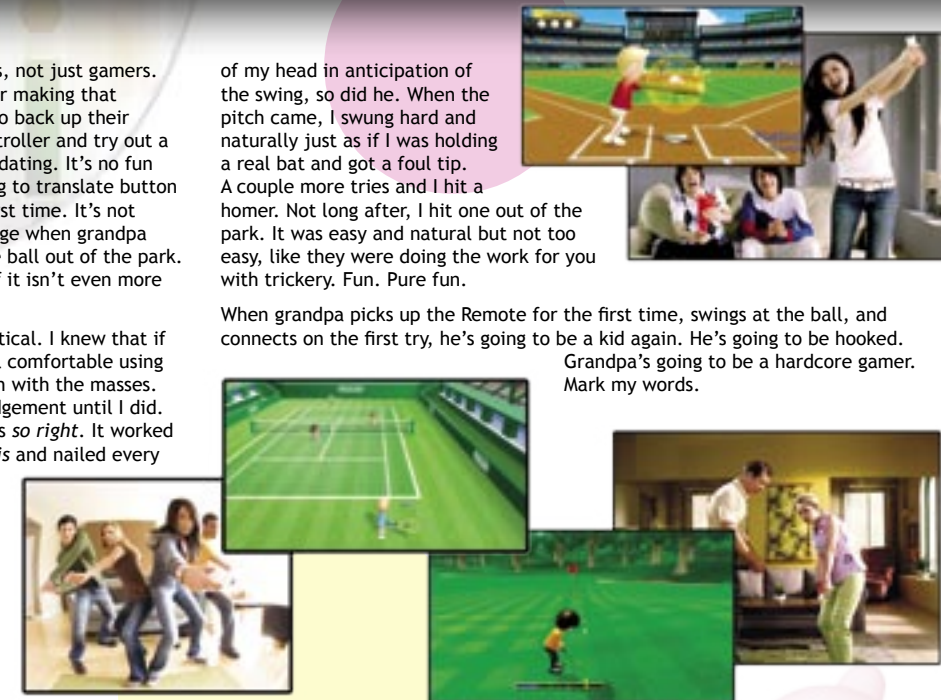 s, not just gamers.
r making that
o back up their
troller and try out a
dating. It's no fun
g to translate button
st time. It's not
ge when grandpa
e ball out of the park.
f it isn't even more
tical. I knew that if
comfortable using
n with the masses.
dgement until I did.
s so right. It worked
is and nailed every
of my head in anticipation of
the swing, so did he. When the
pitch came, I swung hard and
naturally just as if I was holding
a real bat and got a foul tip.
A couple more tries and I hit a
homer. Not long after, I hit one out of the
park. It was easy and natural but not too
easy, like they were doing the work for you
with trickery. Fun. Pure fun.
When grandpa picks up the Remote for the first time, swings at the ball, and
connects on the first try, he's going to be a kid again. He's going to be hooked.
Grandpa's going to be a hardcore gamer.
Mark my words.